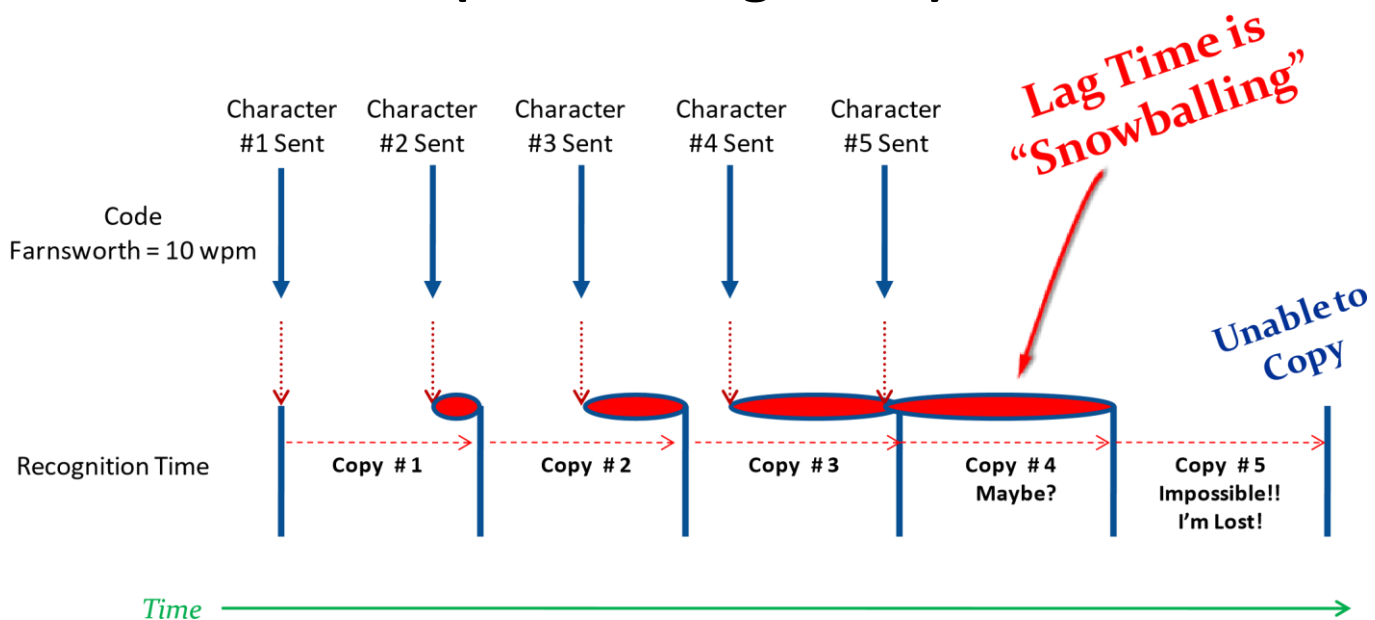 Character
#1 Sent
Character
#2 Sent
Character
#3 Sent
Character
#4 Sent
Character
#5 Sent
Lag Time is
“Snowballing”
Code
Farnsworth = 10 wpm
Unable to
Copy
Recognition Time
Copy #1
Copy #2
Copy #3
Copy #4
Maybe?
Copy #5
Impossible!!
I’m Lost!
Time